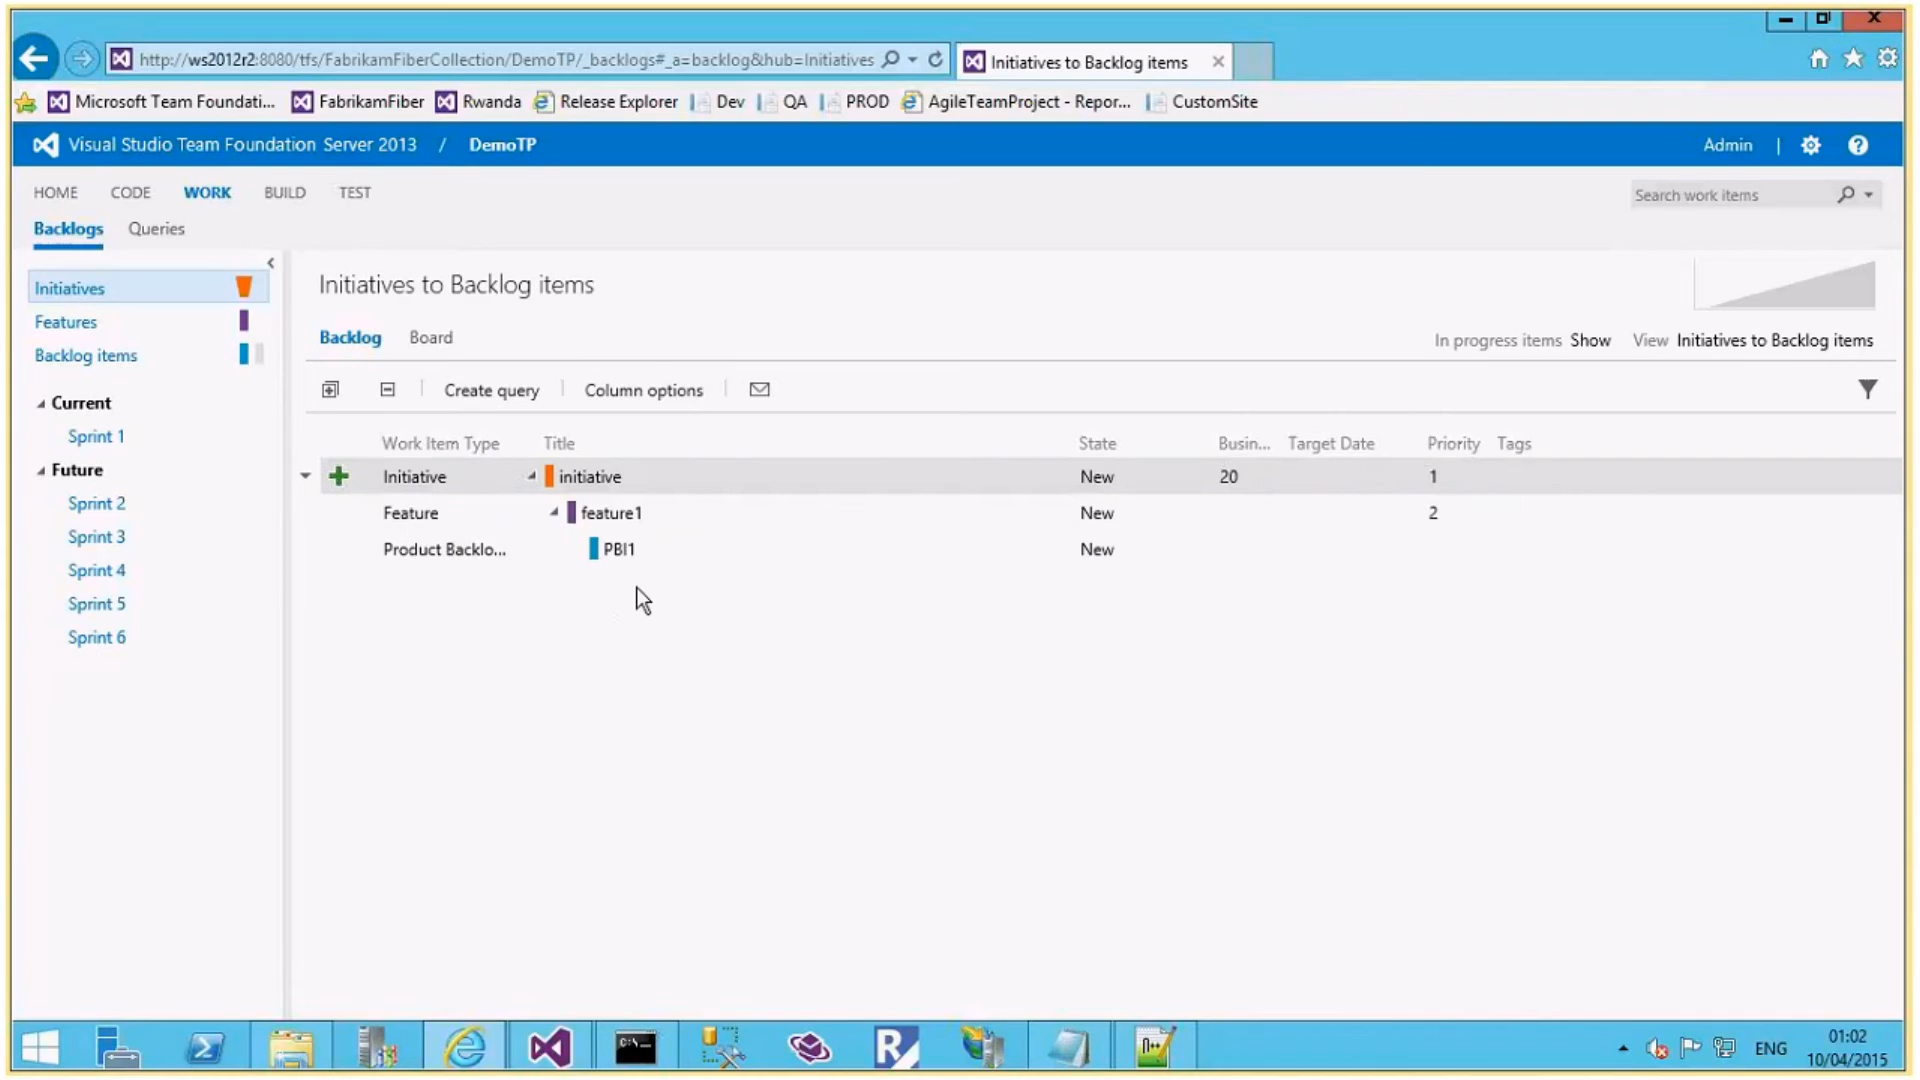 http://ws2012r2:8080/tfs/FabrikamFiberCollection/DemoTP/_backlogs#_a=backlog&hub=Initiatives
Initiatives to Backlog items
Microsoft Team Foundati...
FabrikamFiber
Rwanda
Release Explorer
Dev
QA
PROD
AgileTeamProject - Repor...
CustomSite
Visual Studio Team Foundation Server 2013 / DemoTP
Admin |
HOME CODE WORK BUILD TEST
Search work items
Backlogs Queries
Initiatives
Features
Backlog items
Current
Sprint 1
Future
Sprint 2
Sprint 3
Sprint 4
Sprint 5
Sprint 6
Initiatives to Backlog items
Backlog Board
In progress items Show View Initiatives to Backlog items
Create query Column options
Work Item Type Title State Busin... Target Date Priority Tags
Initiative initiative New 20 1
Feature feature1 New 2
Product Backlo... PBI1 New
C:\
R
n++
ENG
01:02
10/04/2015